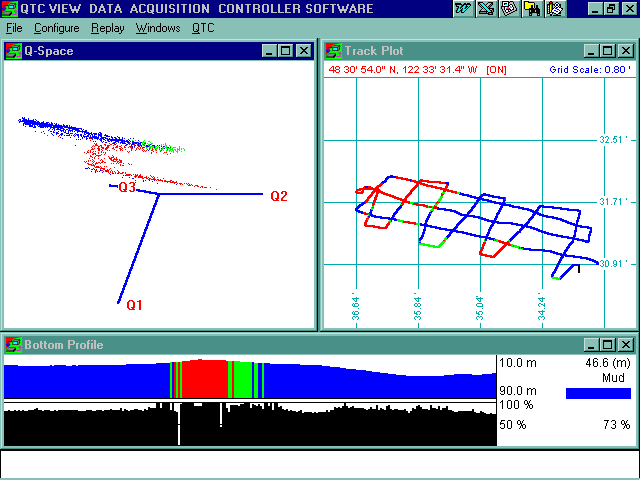 QTC VIEW DATA ACQUISITION CONTROLLER SOFTWARE
File Configure Replay Windows QTC
Q-Space
Q3
Q2
Q1
Track Plot
48 30' 54.0" N, 122 33' 31.4" W [ON] Grid Scale: 0.80 '
32.51 '
31.71 '
30.91 '
36.64 '
35.84 '
35.04 '
34.24 '
Bottom Profile
10.0 m 46.6 (m)
Mud
90.0 m
100 %
50 % 73 %